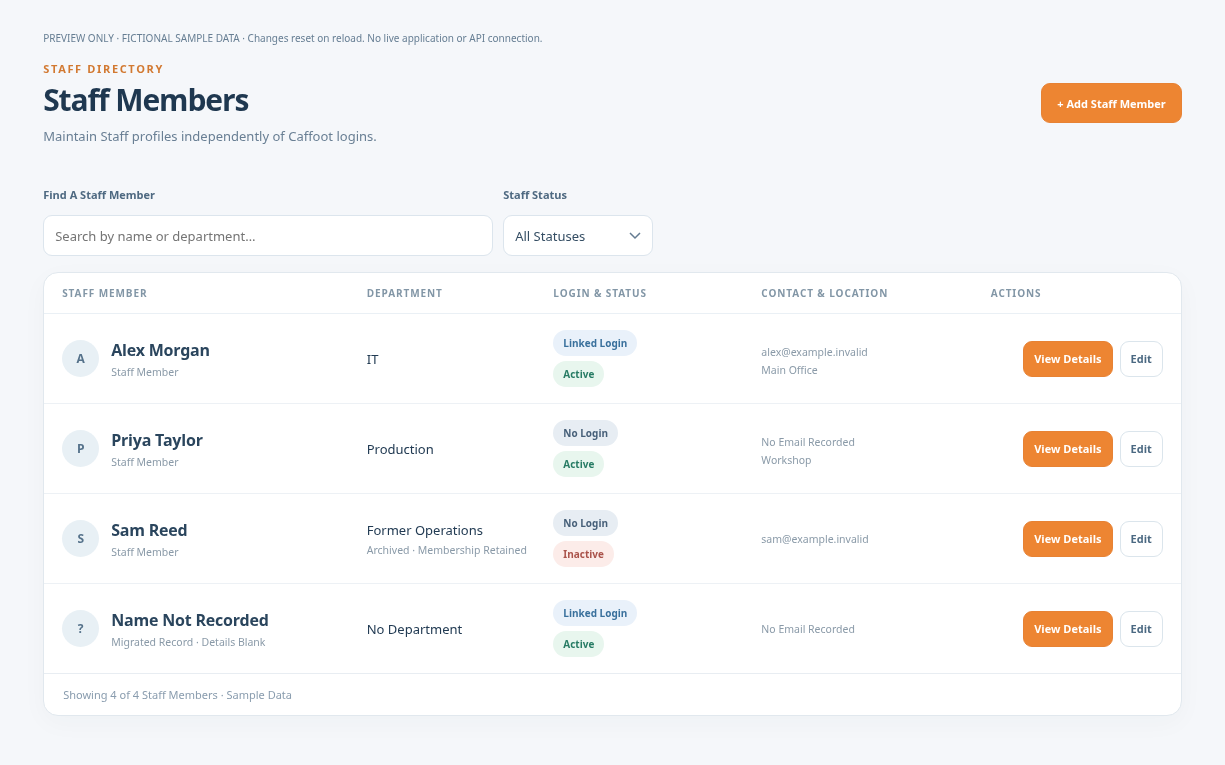 PREVIEW ONLY · FICTIONAL SAMPLE DATA · Changes reset on reload. No live application or API connection.
STAFF DIRECTORY
Staff Members
+ Add Staff Member
Maintain Staff profiles independently of Caffoot logins.
Find A Staff Member
Staff Status
Search by name or department...
All Statuses
STAFF MEMBER
DEPARTMENT
LOGIN & STATUS
CONTACT & LOCATION
ACTIONS
A
Alex Morgan
Staff Member
IT
Linked Login
Active
alex@example.invalid
Main Office
View Details
Edit
P
Priya Taylor
Staff Member
Production
No Login
Active
No Email Recorded
Workshop
View Details
Edit
S
Sam Reed
Staff Member
Former Operations
Archived · Membership Retained
No Login
Inactive
sam@example.invalid
View Details
Edit
?
Name Not Recorded
Migrated Record · Details Blank
No Department
Linked Login
Active
No Email Recorded
View Details
Edit
Showing 4 of 4 Staff Members · Sample Data